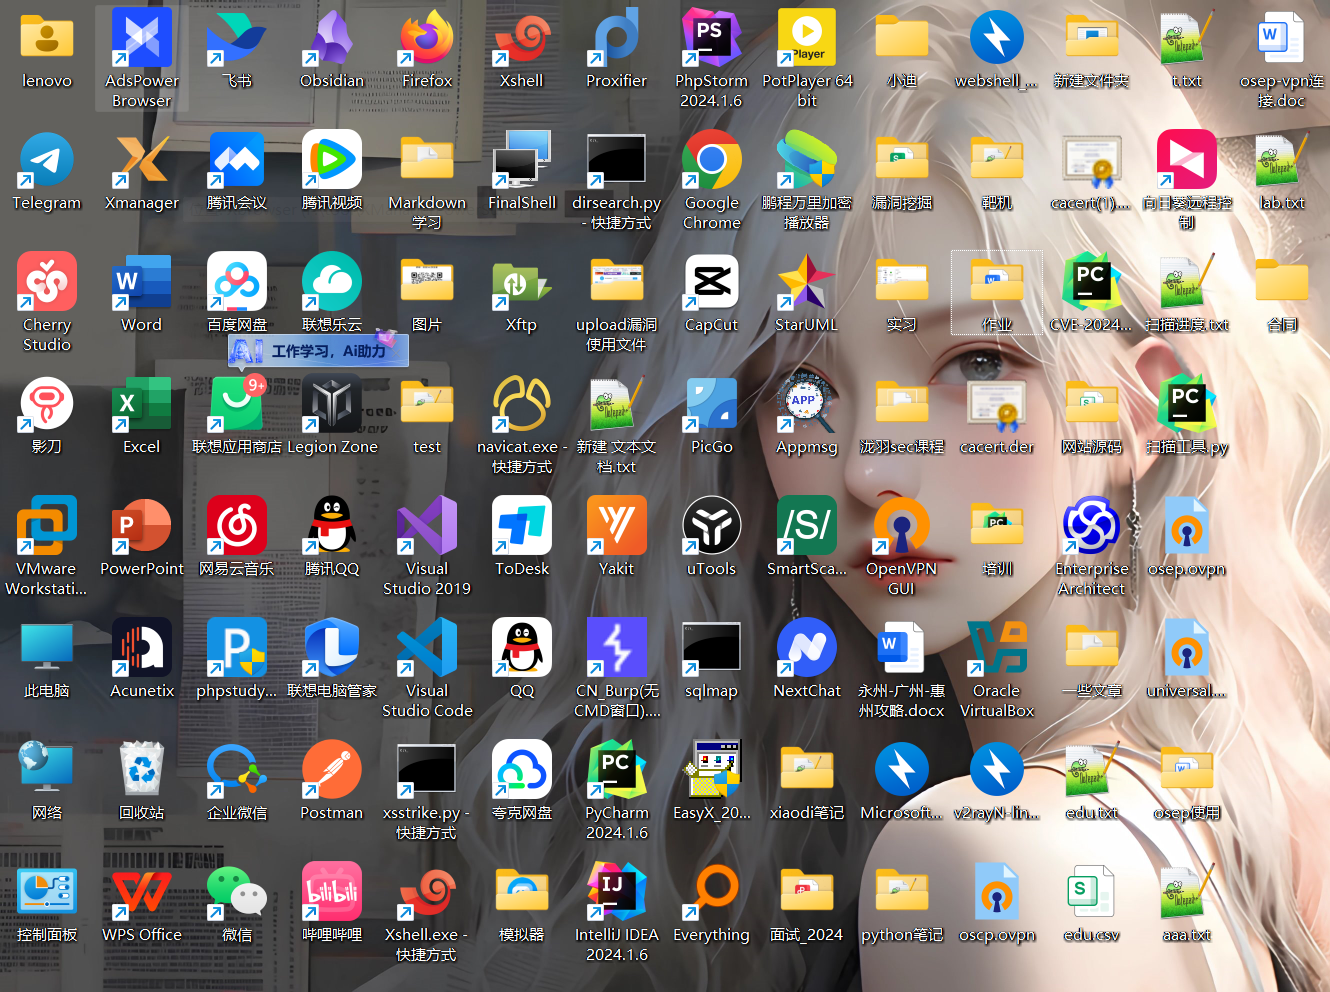 lenovo
AdsPower
Browser
飞书
Obsidian
Firefox
Xshell
Proxifier
PS
PhpStorm
2024.1.6
Player
PotPlayer 64
bit
小迪
webshell_...
新建文件夹
t.txt
osep-vpn连
接.doc
Telegram
Xmanager
腾讯会议
腾讯视频
Markdown
学习
FinalShell
dirsearch.py
- 快捷方式
Google
Chrome
鹏程万里加密
播放器
漏洞挖掘
靶机
cacert(1)....
向日葵远程控
制
lab.txt
Cherry
Studio
Word
百度网盘
联想乐云
图片
Xftp
upload漏洞
使用文件
CapCut
StarUML
实习
作业
PC
CVE-2024...
扫描进度.txt
合同
AI 工作学习，Ai助力
影刀
Excel
9+
联想应用商店
Legion Zone
test
navicat.exe -
快捷方式
新建 文本文
档.txt
PicGo
APP
Appmsg
泷羽sec课程
cacert.der
网站源码
PC
扫描工具.py
VMware
Workstati...
PowerPoint
网易云音乐
腾讯QQ
Visual
Studio 2019
ToDesk
Yakit
uTools
/S/
SmartSca...
OpenVPN
GUI
培训
Enterprise
Architect
osep.ovpn
此电脑
Acunetix
phpstudy...
联想电脑管家
Visual
Studio Code
QQ
CN_Burp(无
CMD窗口)....
sqlmap
NextChat
永州-广州-惠
州攻略.docx
Oracle
VirtualBox
一些文章
universal....
网络
回收站
企业微信
Postman
xsstrike.py -
快捷方式
夸克网盘
PC
PyCharm
2024.1.6
EasyX_20...
xiaodi笔记
Microsoft...
v2rayN-lin...
edu.txt
osep使用
控制面板
WPS Office
微信
bilibili
哔哩哔哩
Xshell.exe -
快捷方式
模拟器
IJ
IntelliJ IDEA
2024.1.6
Everything
面试_2024
python笔记
oscp.ovpn
edu.csv
aaa.txt